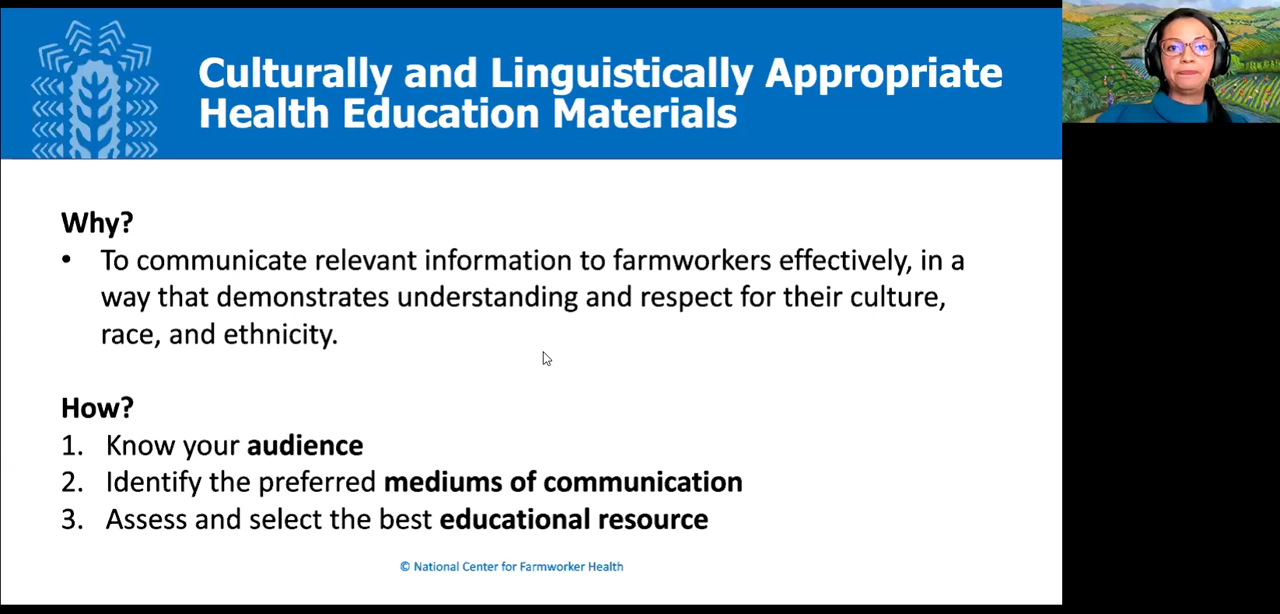 Culturally and Linguistically Appropriate
Health Education Materials
Why?
• To communicate relevant information to farmworkers effectively, in a
way that demonstrates understanding and respect for their culture,
race, and ethnicity.
How?
1. Know your audience
2. Identify the preferred mediums of communication
3. Assess and select the best educational resource
© National Center for Farmworker Health